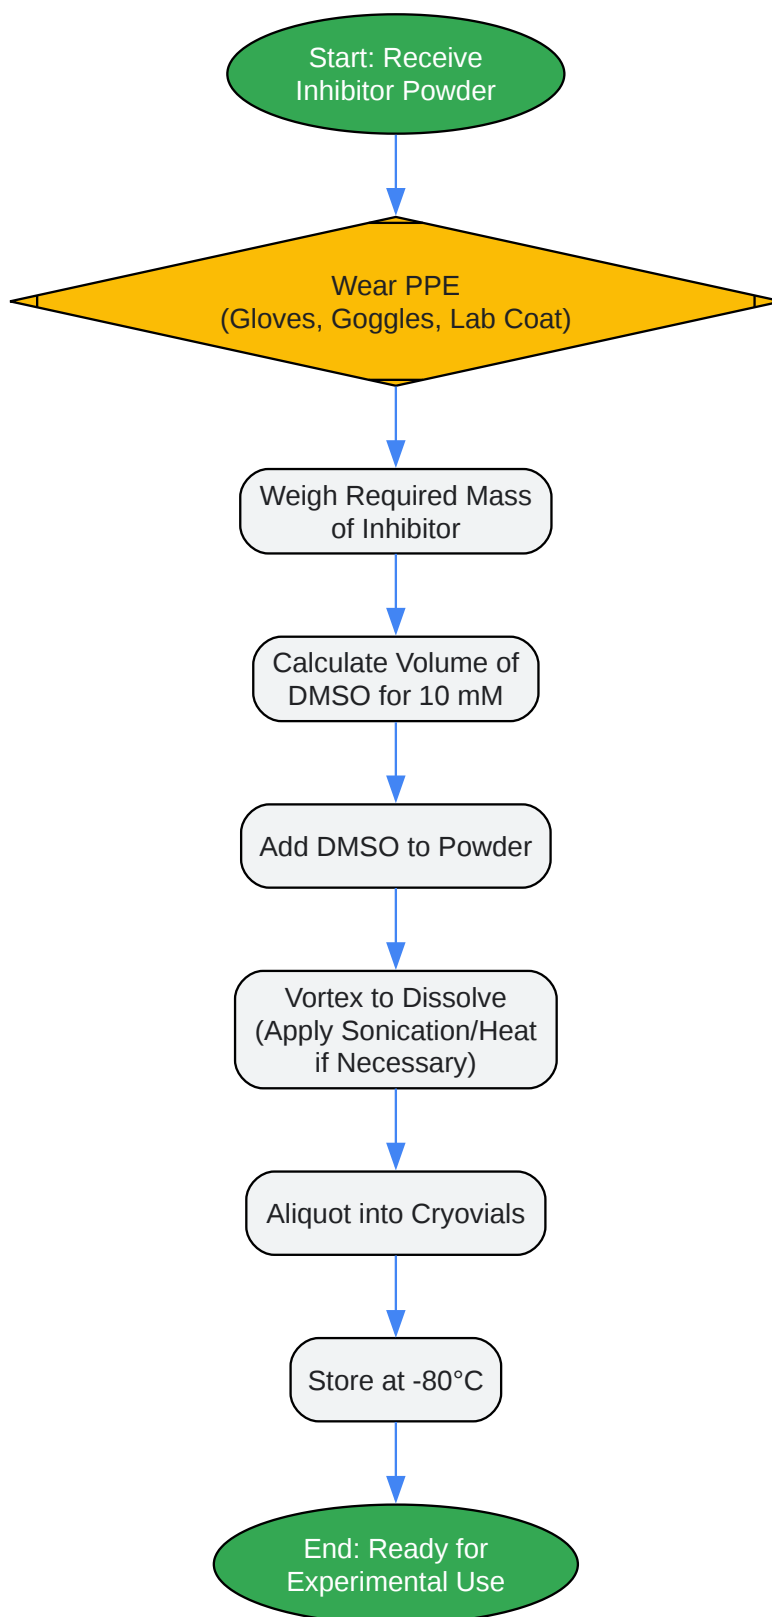 Start: Receive
Inhibitor Powder
Wear PPE
(Gloves, Goggles, Lab Coat)
Weigh Required Mass
of Inhibitor
Calculate Volume of
DMSO for 10 mM
Add DMSO to Powder
Vortex to Dissolve
(Apply Sonication/Heat
if Necessary)
Aliquot into Cryovials
Store at -80°C
End: Ready for
Experimental Use